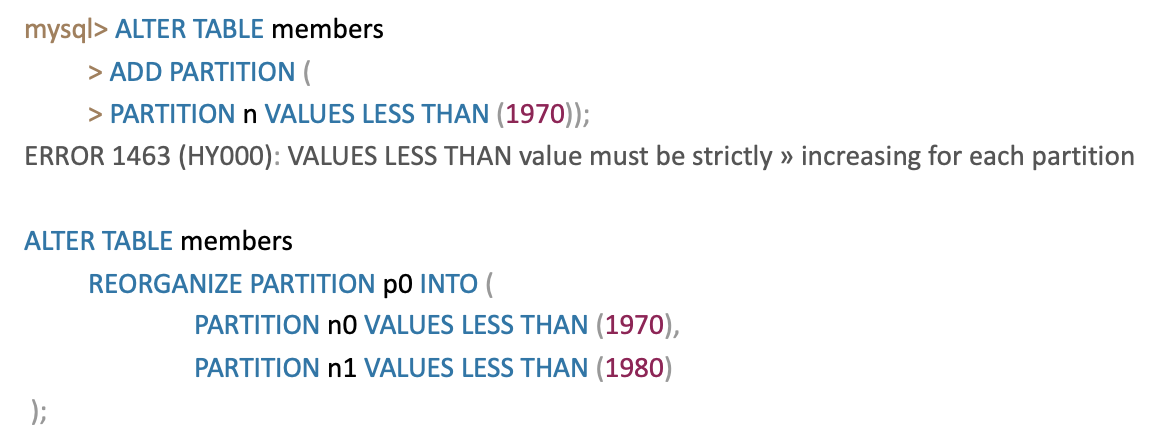 mysql> ALTER TABLE members
> ADD PARTITION (
> PARTITION n VALUES LESS THAN (1970));
ERROR 1463 (HY000): VALUES LESS THAN value must be strictly » increasing for each partition
ALTER TABLE members
REORGANIZE PARTITION p0 INTO (
PARTITION n0 VALUES LESS THAN (1970),
PARTITION n1 VALUES LESS THAN (1980)
);